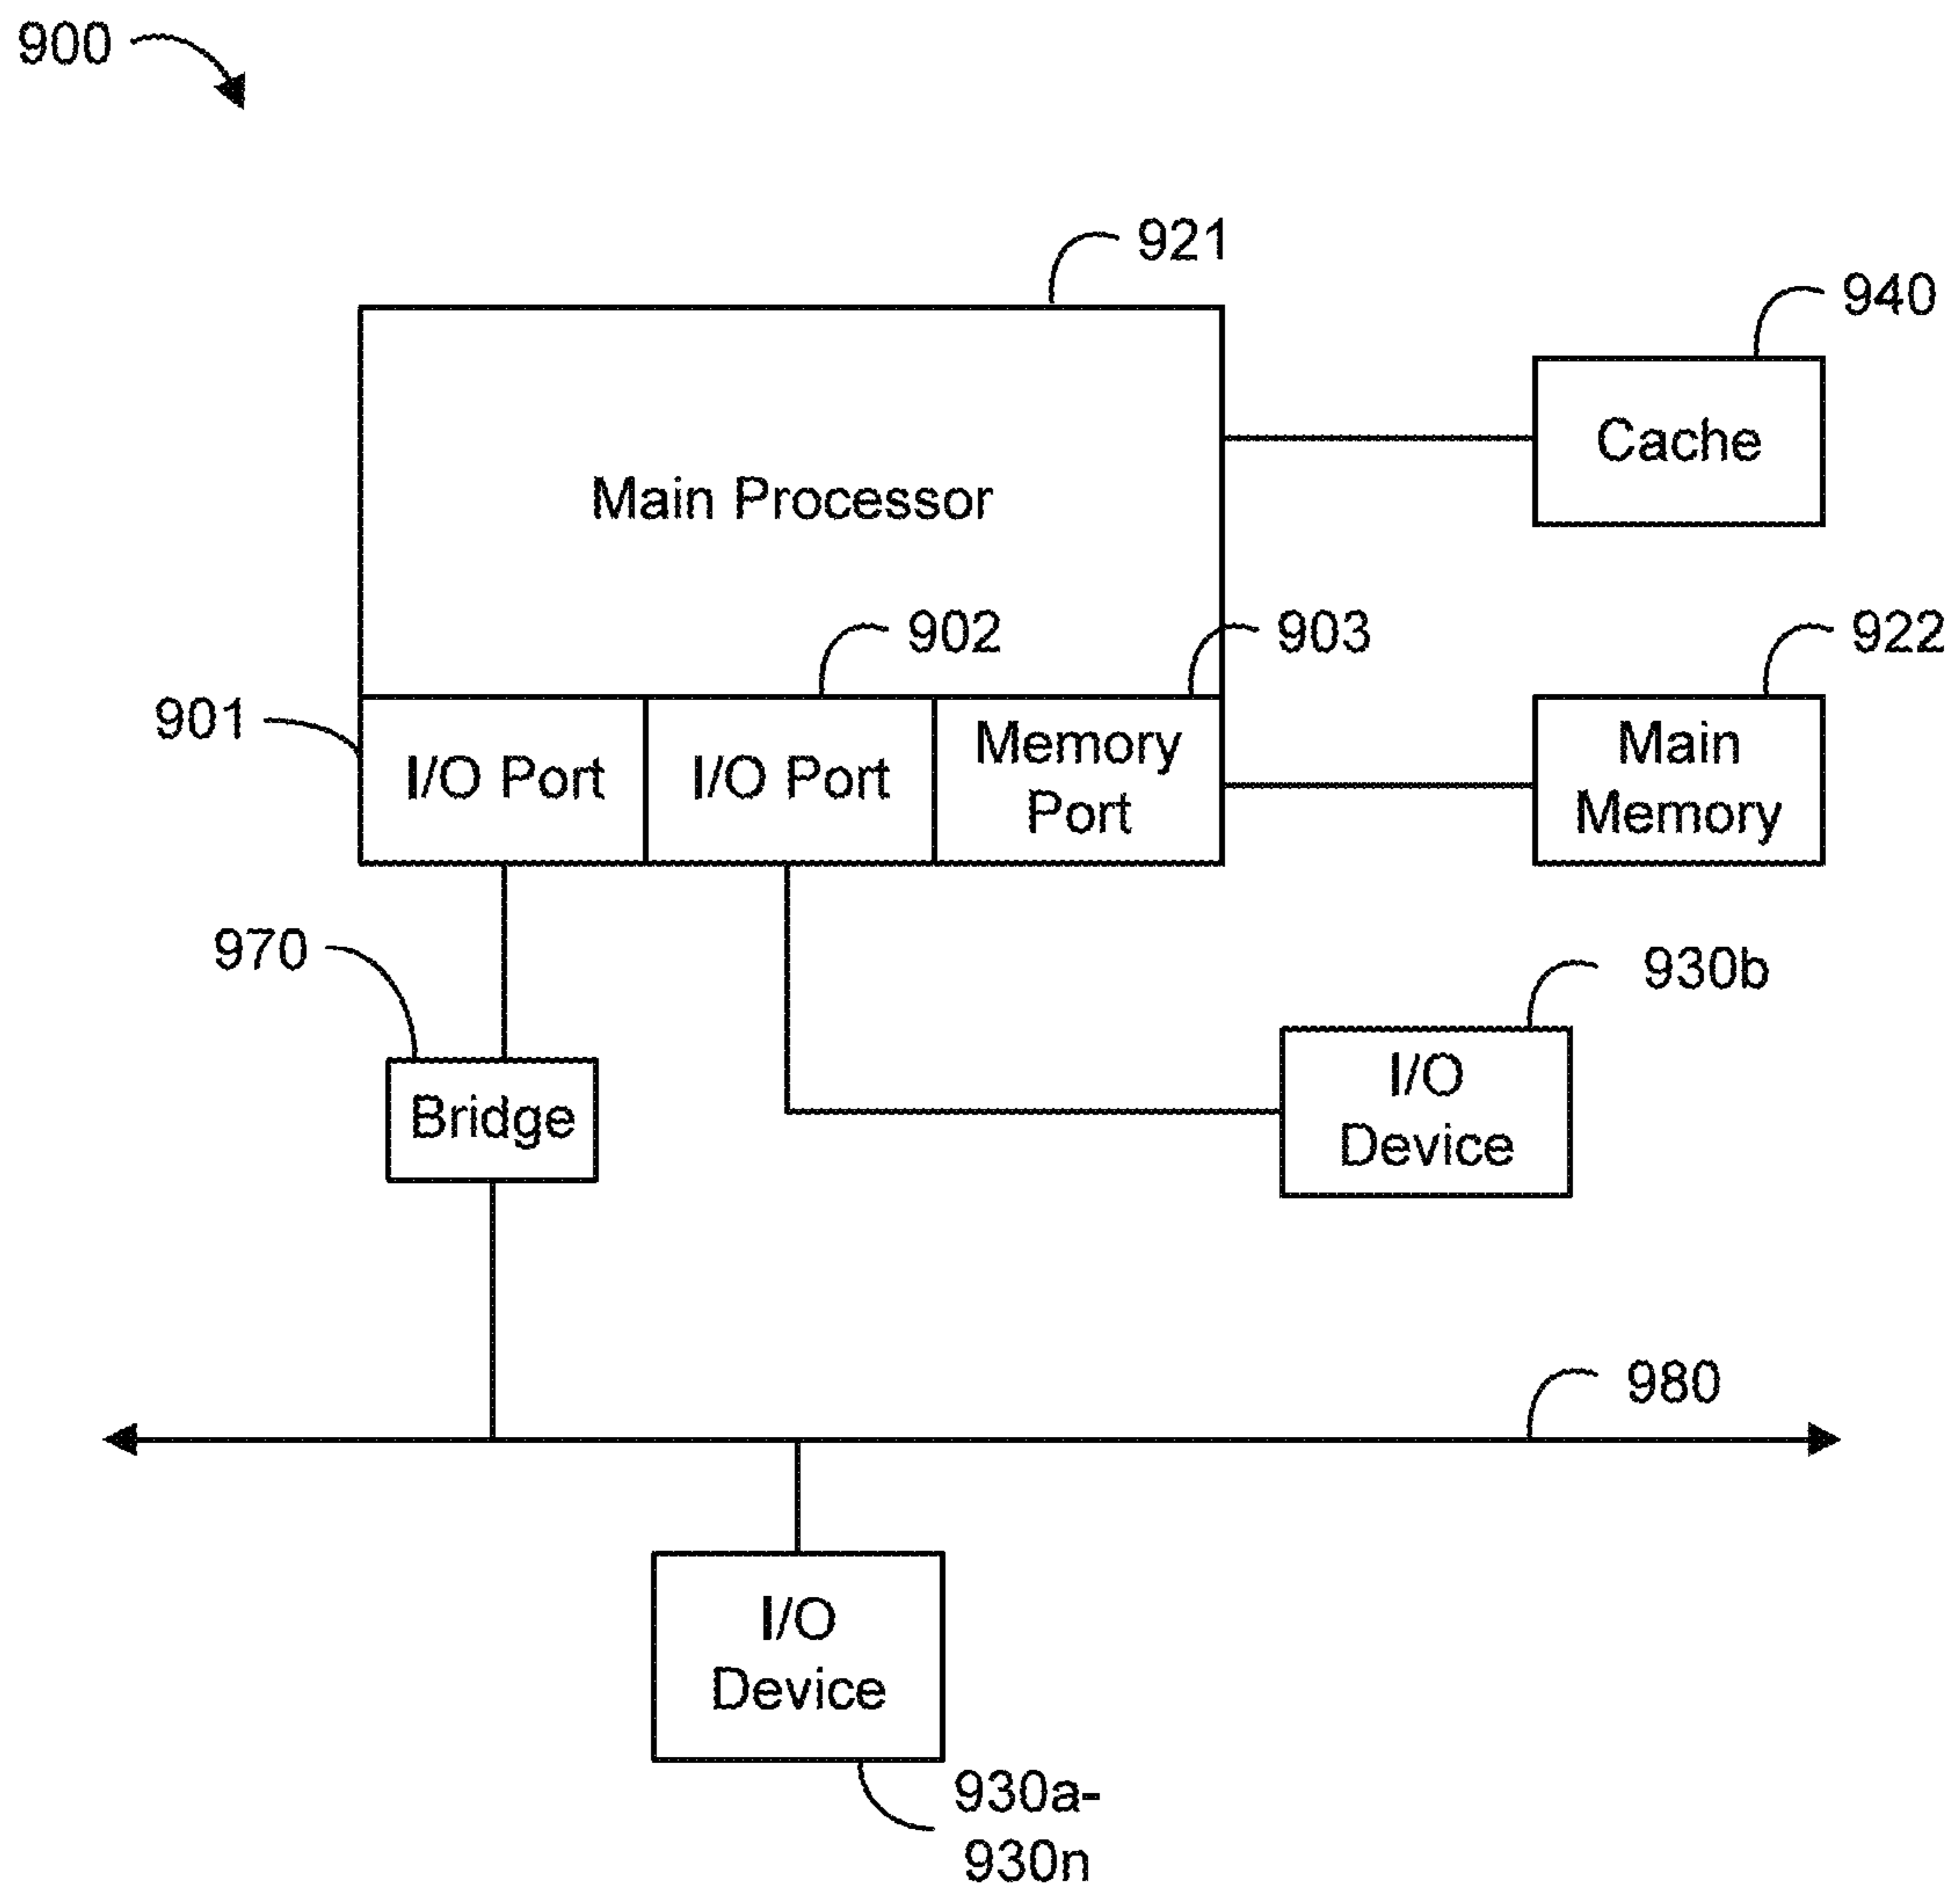 900
921
940
Cache
Main Processor
902
903
922
901
I/O Port
I/O Port
Memory
Port
Main
Memory
970
930b
Bridge
I/O
Device
980
I/O
Device
930a-
930n